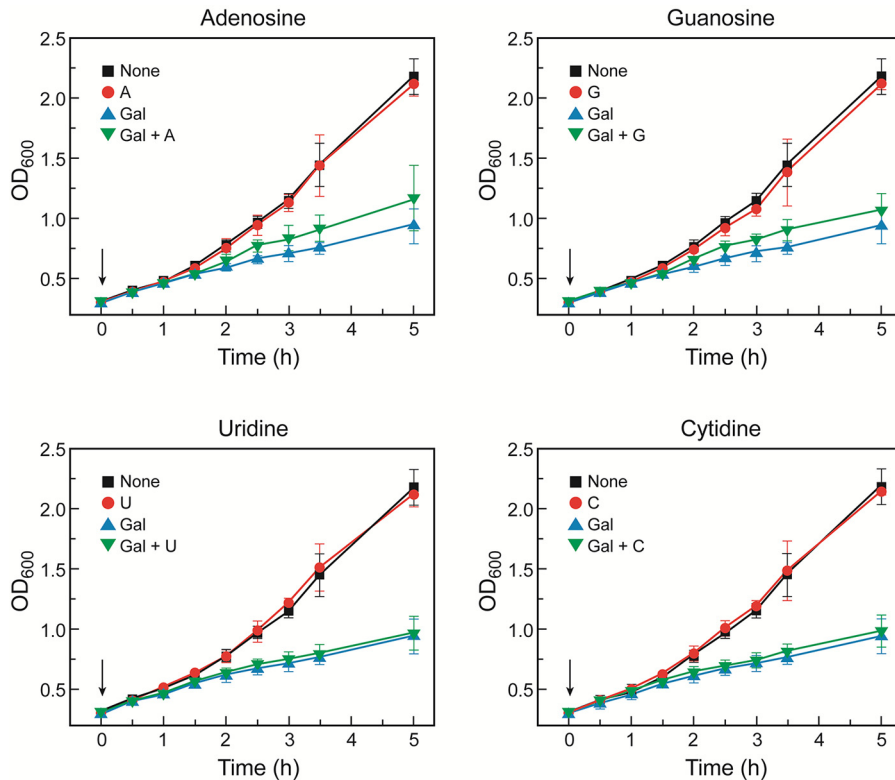 Adenosine
2.5
2.0
1.5
1.0
0.5
OD600
None
A
Gal
Gal + A
0 1 2 3 4 5
Time (h)
Guanosine
2.5
2.0
1.5
1.0
0.5
OD600
None
G
Gal
Gal + G
0 1 2 3 4 5
Time (h)
Uridine
2.5
2.0
1.5
1.0
0.5
OD600
None
U
Gal
Gal + U
0 1 2 3 4 5
Time (h)
Cytidine
2.5
2.0
1.5
1.0
0.5
OD600
None
C
Gal
Gal + C
0 1 2 3 4 5
Time (h)